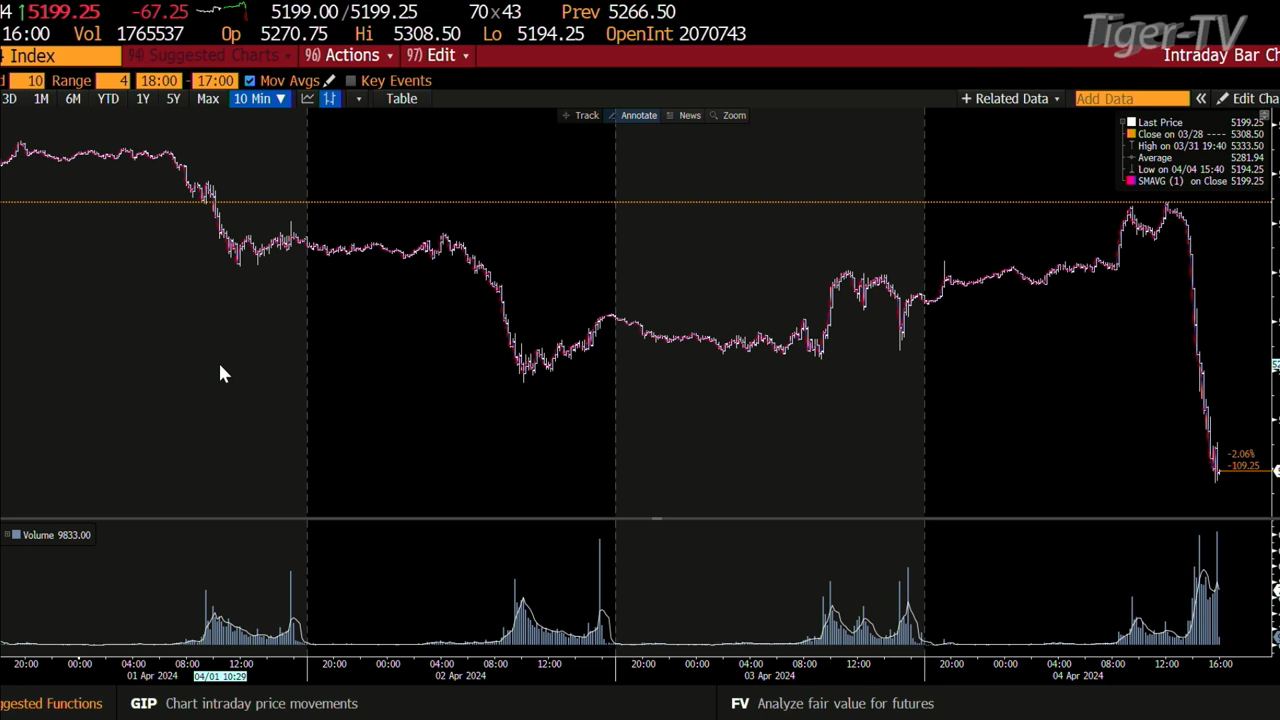 4 ↑5199.25 -67.25 5199.00/5199.25 70×43 Prev 5266.50
16:00 Vol 1765537 Op 5270.75 Hi 5308.50 Lo 5194.25 OpenInt 2070743
Tiger-TV
Index 94) Suggested Charts 96) Actions 97) Edit Intraday Bar Ch
10 Range 4 18:00 - 17:00 Mov Avgs Key Events
3D 1M 6M YTD 1Y 5Y Max 10 Min ▼ Table + Related Data Add Data « Edit Cha
Track Annotate News Zoom
Last Price 5199.25
Close on 03/28 ---- 5308.50
High on 03/31 19:40 5333.50
Average 5281.94
Low on 04/04 15:40 5194.25
SMAVG (1) on Close 5199.25
-2.06%
-109.25
Volume 9833.00
20:00 00:00 04:00 08:00 12:00 20:00 00:00 04:00 08:00 12:00 20:00 00:00 04:00 08:00 12:00 20:00 00:00 04:00 08:00 12:00 16:00
01 Apr 2024 04/01 10:29 02 Apr 2024 03 Apr 2024 04 Apr 2024
ggested Functions GIP Chart intraday price movements FV Analyze fair value for futures